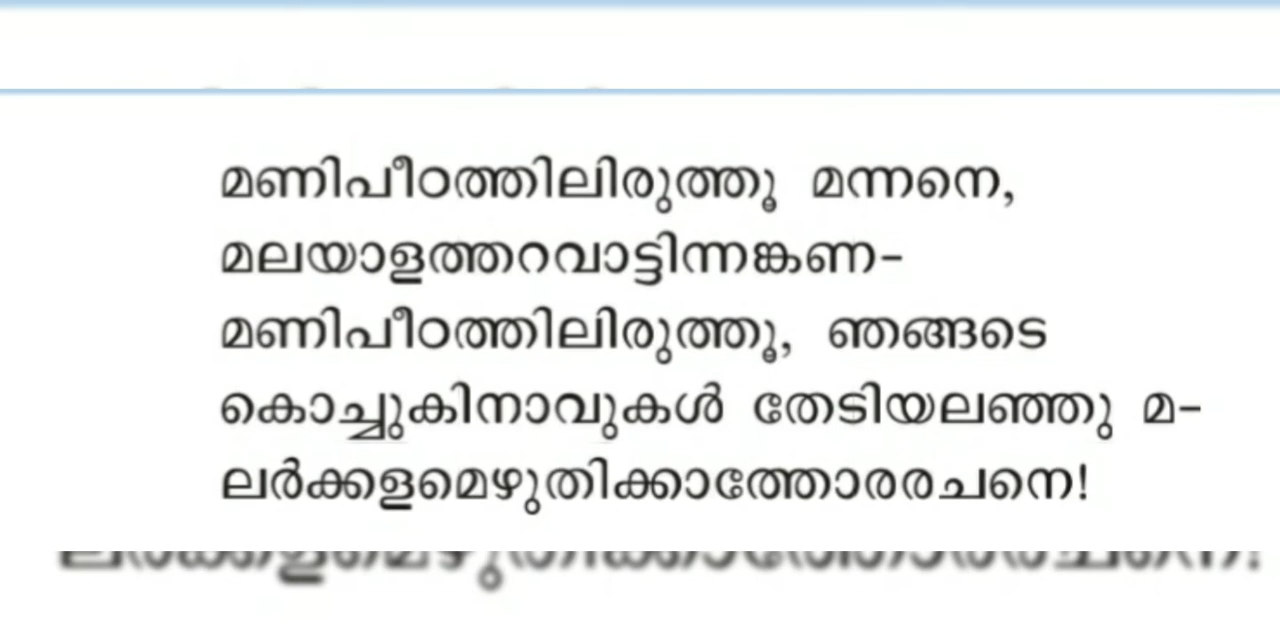 മണിപീഠത്തിലിരുത്തൂ മന്നനെ,
മലയാളത്തറവാട്ടിന്നങ്കണ-
മണിപീഠത്തിലിരുത്തൂ, ഞങ്ങടെ
കൊച്ചുകിനാവുകൾ തേടിയലഞ്ഞു മ-
ലർക്കളമെഴുതിക്കാത്തോരരചനെ!